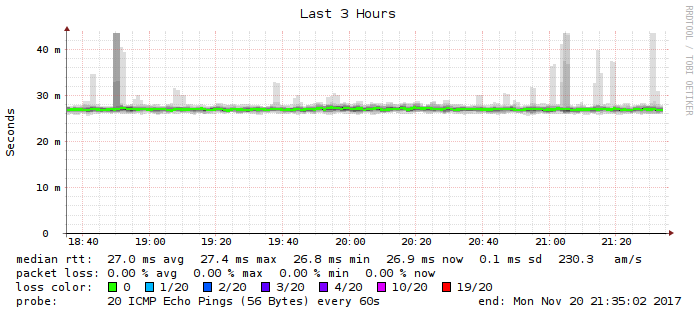 Last 3 Hours
RRDTOOL / TOBI OETIKER
Seconds
40 m
30 m
20 m
10 m
0
18:40 19:00 19:20 19:40 20:00 20:20 20:40 21:00 21:20
median rtt: 27.0 ms avg 27.4 ms max 26.8 ms min 26.9 ms now 0.1 ms sd 230.3 am/s
packet loss: 0.00 % avg 0.00 % max 0.00 % min 0.00 % now
loss color: 0 1/20 2/20 3/20 4/20 10/20 19/20
probe: 20 ICMP Echo Pings (56 Bytes) every 60s end: Mon Nov 20 21:35:02 2017